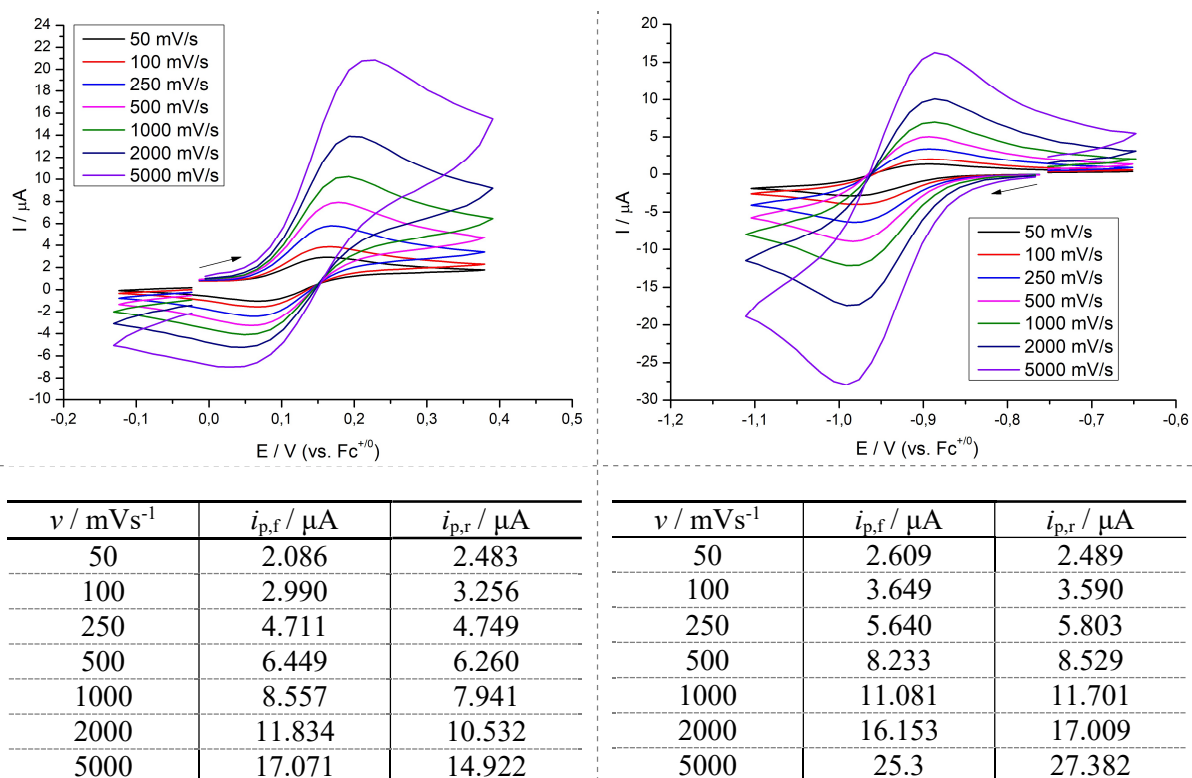 24
22
20
18
16
14
12
10
8
6
4
2
0
-2
-4
-6
-8
-10
I / μA
50 mV/s
100 mV/s
250 mV/s
500 mV/s
1000 mV/s
2000 mV/s
5000 mV/s
-0,2 -0,1 0,0 0,1 0,2 0,3 0,4 0,5
E / V (vs. Fc⁺/⁰)
20
15
10
5
0
-5
-10
-15
-20
-25
-30
I / μA
50 mV/s
100 mV/s
250 mV/s
500 mV/s
1000 mV/s
2000 mV/s
5000 mV/s
-1,2 -1,1 -1,0 -0,9 -0,8 -0,7 -0,6
E / V (vs. Fc⁺/⁰)
v / mVs⁻¹ i p,f / μA i p,r / μA
50 2.086 2.483
100 2.990 3.256
250 4.711 4.749
500 6.449 6.260
1000 8.557 7.941
2000 11.834 10.532
5000 17.071 14.922
v / mVs⁻¹ i p,f / μA i p,r / μA
50 2.609 2.489
100 3.649 3.590
250 5.640 5.803
500 8.233 8.529
1000 11.081 11.701
2000 16.153 17.009
5000 25.3 27.382